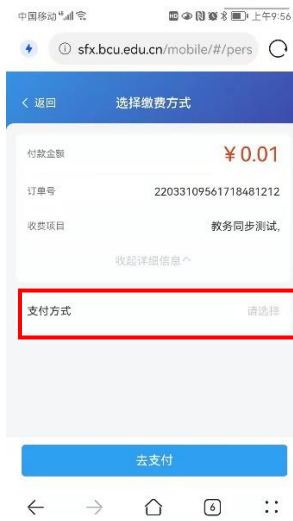 中国移动 4G 上午9:56
sfx.bcu.edu.cn/mobile/#/pers
< 返回 选择缴费方式
付款金额 ￥0.01
订单号 22033109561718481212
收费项目 教务同步测试,
收起详细信息
支付方式 请选择
去支付
6